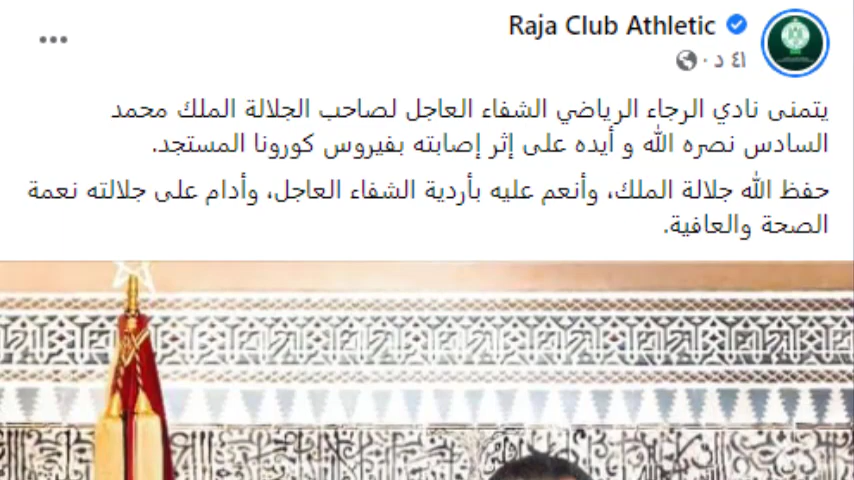 Raja Club Athletic
٤١ د ·
يتمنى نادي الرجاء الرياضي الشفاء العاجل لصاحب الجلالة الملك محمد
السادس نصره الله و أيده على إثر إصابته بفيروس كورونا المستجد.
حفظ الله جلالة الملك، وأنعم عليه بأردية الشفاء العاجل، وأدام على جلالته نعمة
الصحة والعافية.